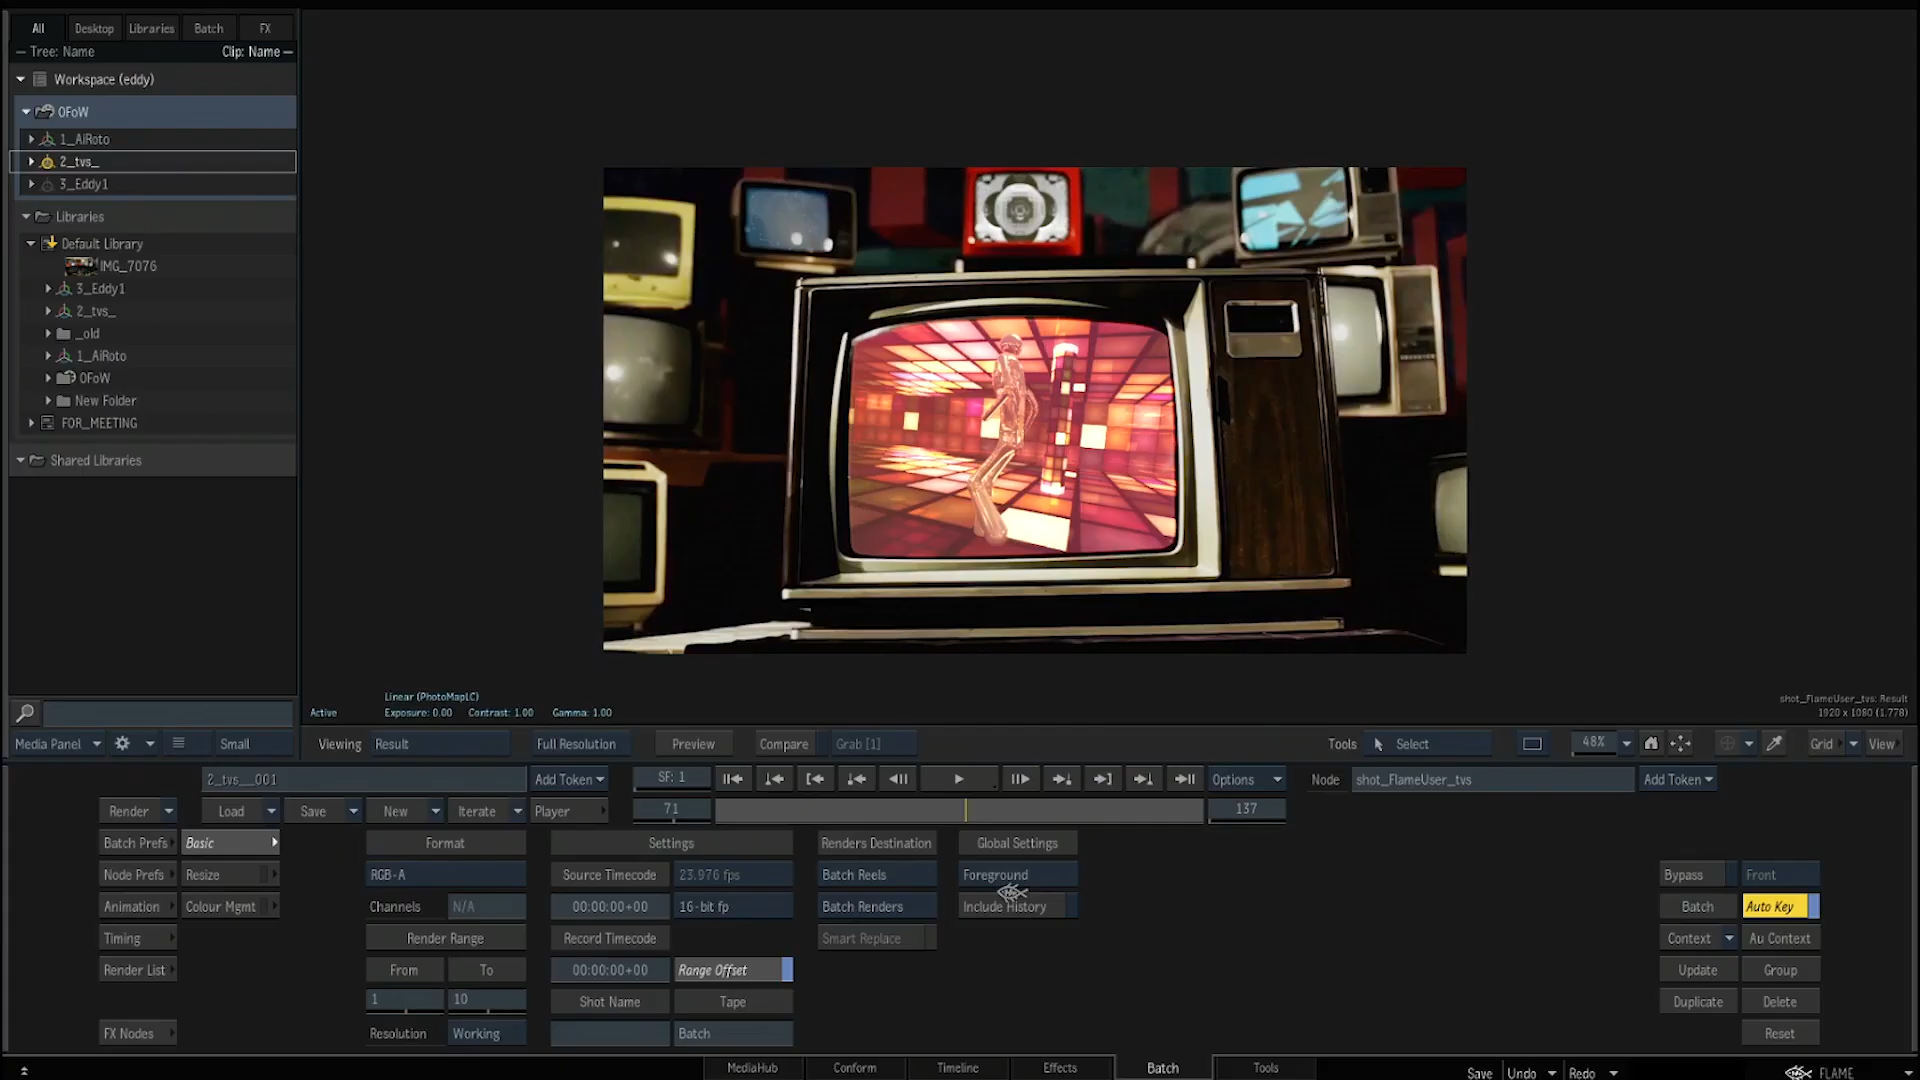 All Desktop Libraries Batch FX
Tree: Name Clip: Name
Workspace (eddy)
OFoW
1_AiRoto
2_tvs_
3_Eddy1
Libraries
Default Library
IMG_7076
3_Eddy1
2_tvs_
_old
1_AiRoto
OFoW
New Folder
FOR_MEETING
Shared Libraries
Linear (PhotoMapLC)
Active Exposure: 0.00 Contrast: 1.00 Gamma: 1.00
shot_FlameUser_tvs: Result
1920 x 1080 (1.778)
Media Panel Small Viewing Result Full Resolution Preview Compare Grab [1] Tools Select 48% Grid View
2_tvs__001 Add Token SF: 1 Options Node shot_FlameUser_tvs Add Token
Render Load Save New Iterate Player 71 137
Batch Prefs Basic Format Settings Renders Destination Global Settings
Node Prefs Resize RGB-A Source Timecode 23.976 fps Batch Reels Foreground Bypass Front
Animation Colour Mgmt Channels N/A 00:00:00+00 16-bit fp Batch Renders Include History Batch Auto Key
Timing Render Range Record Timecode Smart Replace Context Au Context
Render List From To 00:00:00+00 Range Offset Update Group
1 10 Shot Name Tape Duplicate Delete
FX Nodes Resolution Working Batch Reset
MediaHub Conform Timeline Effects Batch Tools Save Undo Redo FLAME